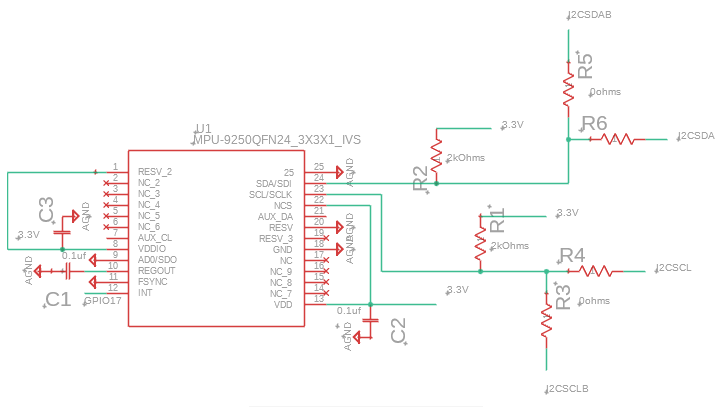 I2CSDAB
R5
0ohms
R6
I2CSDA
U1
MPU-9250QFN24_3X3X1_IVS
3.3V
R2
2kOhms
1 RESV_2
2 NC_2
3 NC_3
4 NC_4
5 NC_5
6 NC_6
7 AUX_CL
8 VDDIO
9 AD0/SDO
10 REGOUT
11 FSYNC
12 INT
25 25
SDA/SDI 24
SCL/SCLK 23
NCS 22
AUX_DA 21
RESV 20
RESV_3 19
GND 18
NC 17
NC_9 16
NC_8 15
NC_7 14
VDD 13
AGND
AGND
AGND
C3
AGND
3.3V
0.1uf
AGND
C1
GPIO17
3.3V
R1
2kOhms
R4
I2CSCL
3.3V
R3
0ohms
I2CSCLB
0.1uf
AGND
C2